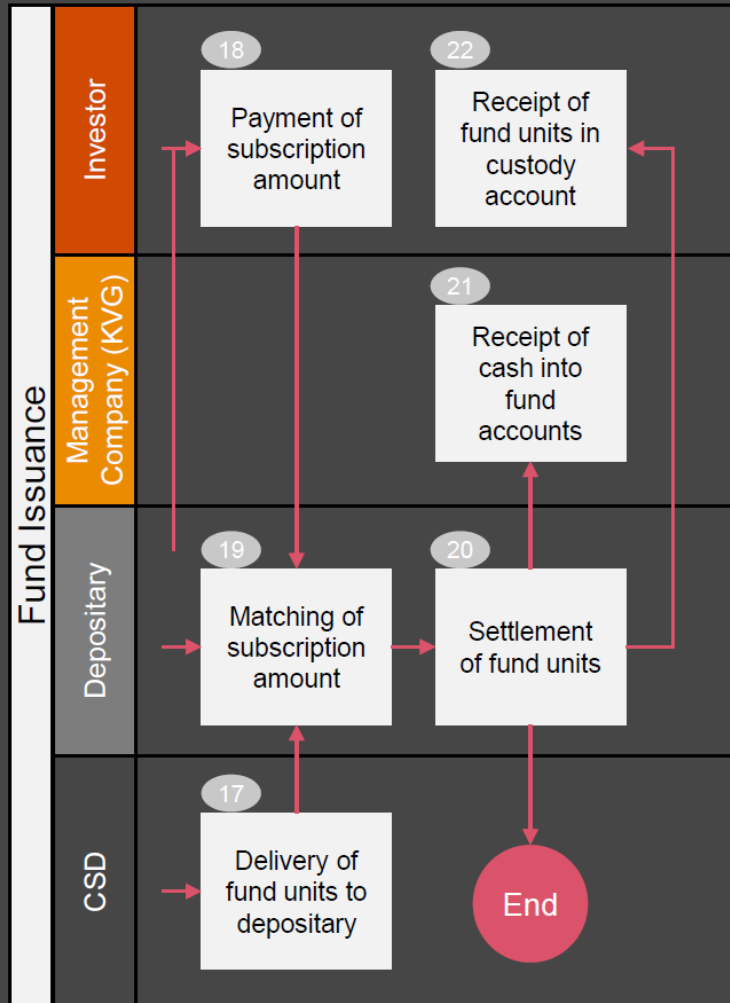 Fund Issuance
Investor
18
Payment of
subscription
amount
22
Receipt of
fund units in
custody
account
Management
Company (KVG)
21
Receipt of
cash into
fund
accounts
Depositary
19
Matching of
subscription
amount
20
Settlement
of fund units
CSD
17
Delivery of
fund units to
depositary
End